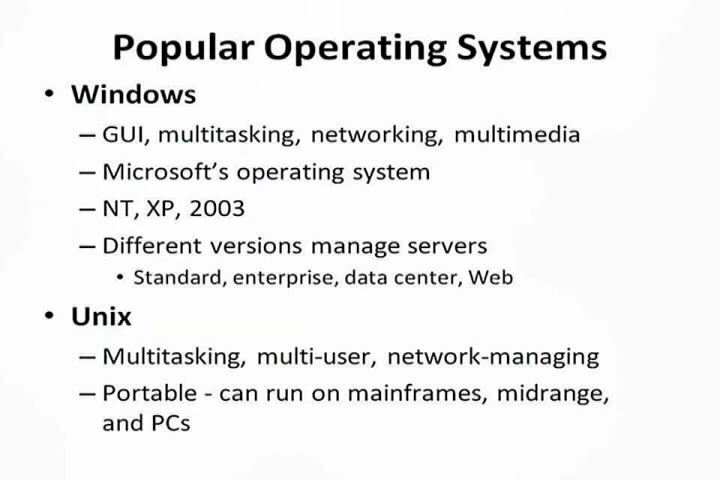 Popular Operating Systems
• Windows
– GUI, multitasking, networking, multimedia
– Microsoft’s operating system
– NT, XP, 2003
– Different versions manage servers
• Standard, enterprise, data center, Web
• Unix
– Multitasking, multi-user, network-managing
– Portable - can run on mainframes, midrange,
and PCs